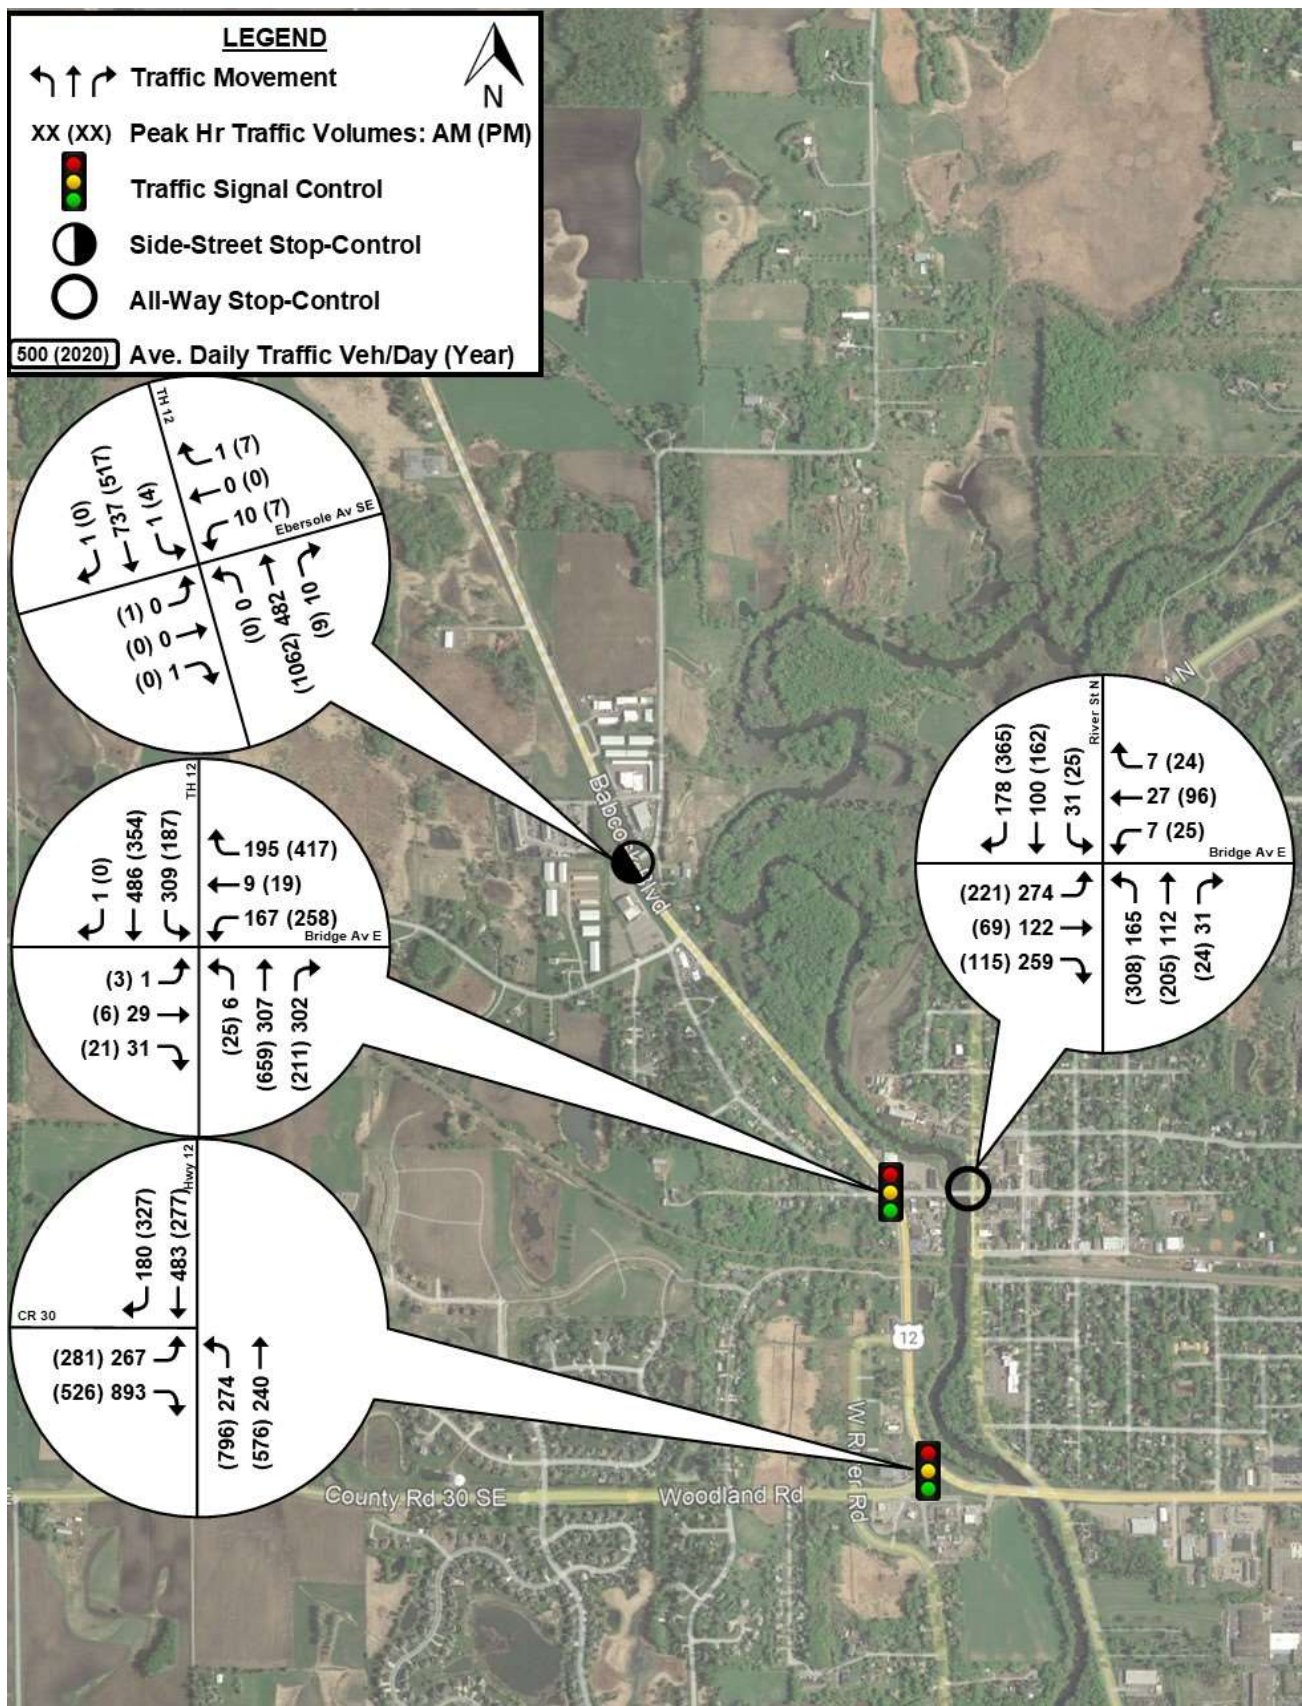 LEGEND
Traffic Movement
N
XX (XX) Peak Hr Traffic Volumes: AM (PM)
Traffic Signal Control
Side-Street Stop-Control
All-Way Stop-Control
500 (2020) Ave. Daily Traffic Veh/Day (Year)
TH 12
1 (0)
737 (517)
1 (4)
1 (7)
0 (0)
10 (7)
Ebersole Av SE
(1) 0
(0) 0
(0) 1
(0) 0
(1062) 482
(9) 10
TH 12
1 (0)
486 (354)
309 (187)
195 (417)
9 (19)
167 (258)
Bridge Av E
(3) 1
(6) 29
(21) 31
(25) 6
(659) 307
(211) 302
Hwy 12
180 (327)
483 (277)
CR 30
(281) 267
(526) 893
(796) 274
(576) 240
River St N
178 (365)
100 (162)
31 (25)
7 (24)
27 (96)
7 (25)
Bridge Av E
(221) 274
(69) 122
(115) 259
(308) 165
(205) 112
(24) 31
N
12
W River Rd
County Rd 30 SE
Woodland Rd